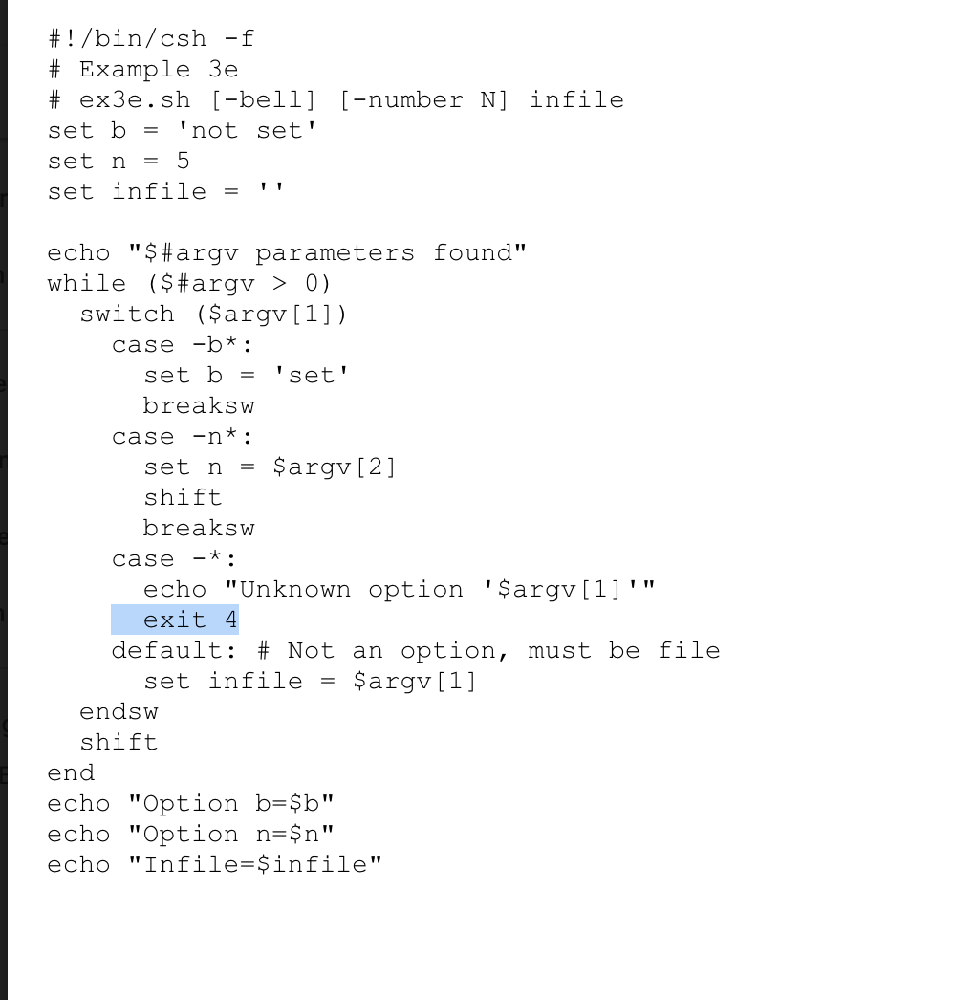 #!/bin/csh -f
# Example 3e
# ex3e.sh [-bell] [-number N] infile
set b = 'not set'
set n = 5
set infile = ''

echo "$#argv parameters found"
while ($#argv > 0)
  switch ($argv[1])
    case -b*:
      set b = 'set'
      breaksw
    case -n*:
      set n = $argv[2]
      shift
      breaksw
    case -*:
      echo "Unknown option '$argv[1]'"
      exit 4
    default: # Not an option, must be file
      set infile = $argv[1]
  endsw
  shift
end
echo "Option b=$b"
echo "Option n=$n"
echo "Infile=$infile"